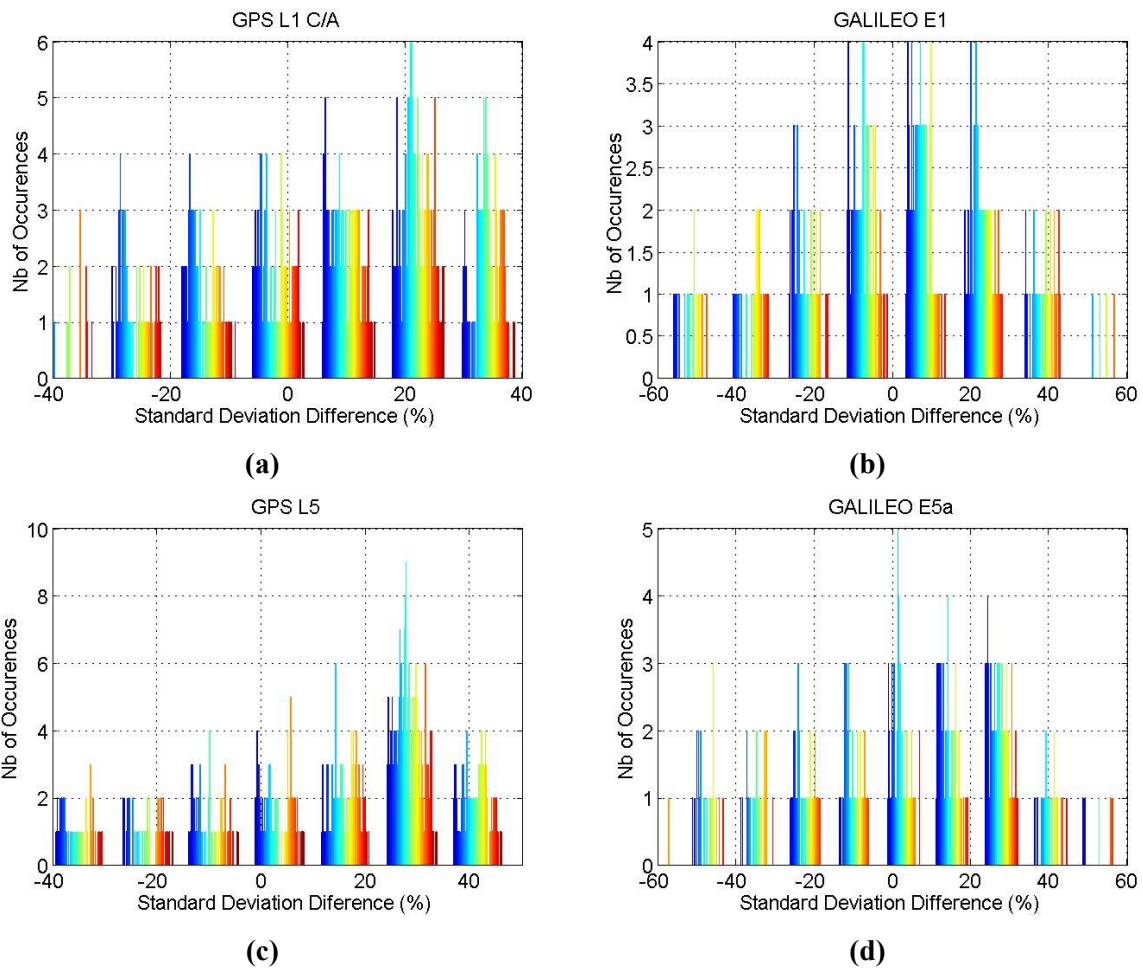 GPS L1 C/A
Nb of Occurences
6
5
4
3
2
1
0
-40 -20 0 20 40
Standard Deviation Difference (%)
(a)
GALILEO E1
Nb of Occurences
4
3.5
3
2.5
2
1.5
1
0.5
0
-60 -40 -20 0 20 40 60
Standard Deviation Difference (%)
(b)
GPS L5
Nb of Occurences
10
8
6
4
2
0
-40 -20 0 20 40
Standard Deviation Difference (%)
(c)
GALILEO E5a
Nb of Occurences
5
4
3
2
1
0
-60 -40 -20 0 20 40 60
Standard Deviation Difference (%)
(d)